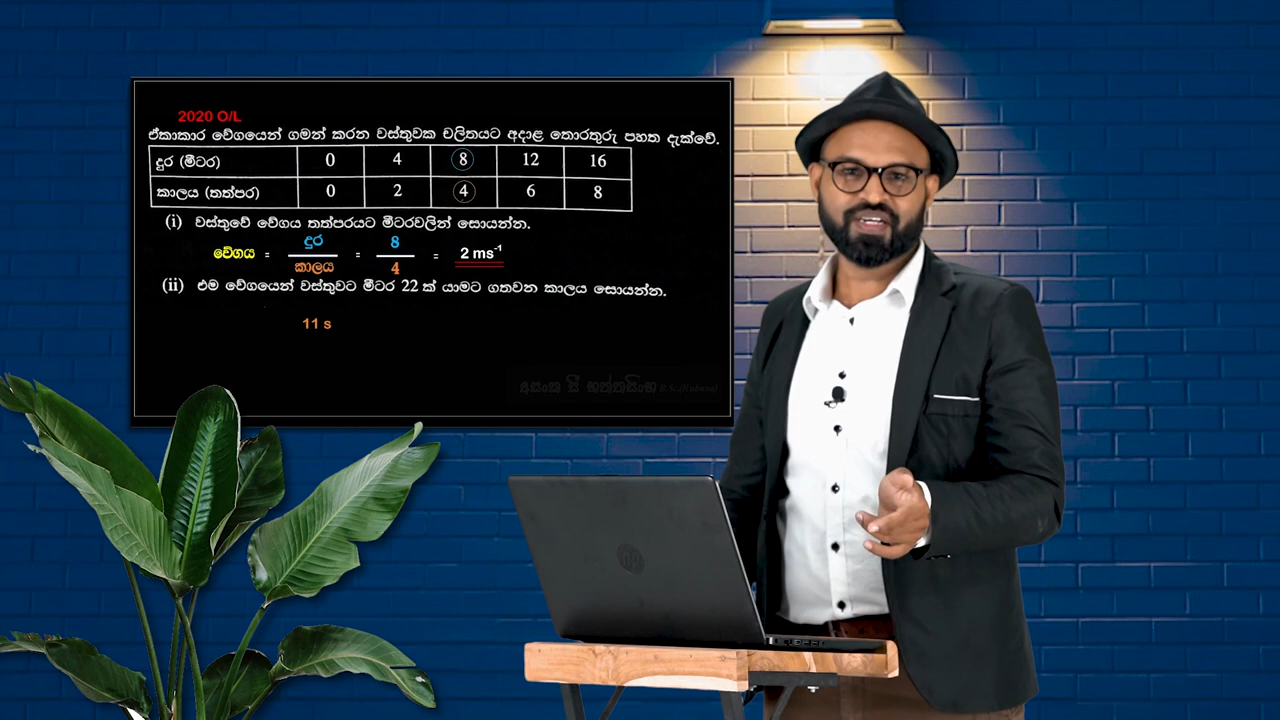 2020 O/L
ඒකාකාර වේගයෙන් ගමන් කරන වස්තුවක චලිතයට අදාළ තොරතුරු පහත දැක්වේ.
දුර (මීටර) 0 4 8 12 16
කාලය (තත්පර) 0 2 4 6 8
(i) වස්තුවේ වේගය තත්පරයට මීටරවලින් සොයන්න.
වේගය = දුර / කාලය = 8 / 4 = 2 ms⁻¹
(ii) එම වේගයෙන් වස්තුවට මීටර 22 ක් යාමට ගතවන කාලය සොයන්න.
11 s